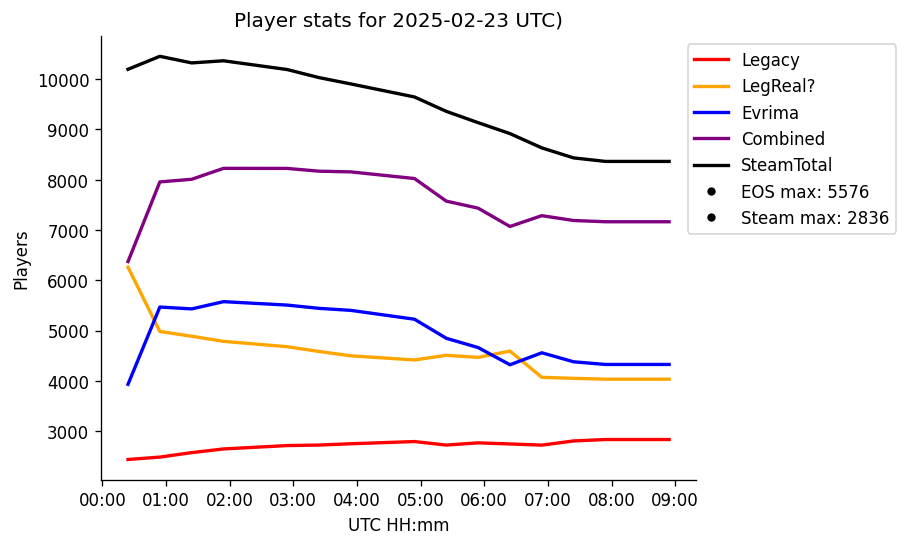 Player stats for 2025-02-23 UTC)
Legacy
LegReal?
Evrima
Combined
SteamTotal
EOS max: 5576
Steam max: 2836
Players
10000
9000
8000
7000
6000
5000
4000
3000
00:00 01:00 02:00 03:00 04:00 05:00 06:00 07:00 08:00 09:00
UTC HH:mm